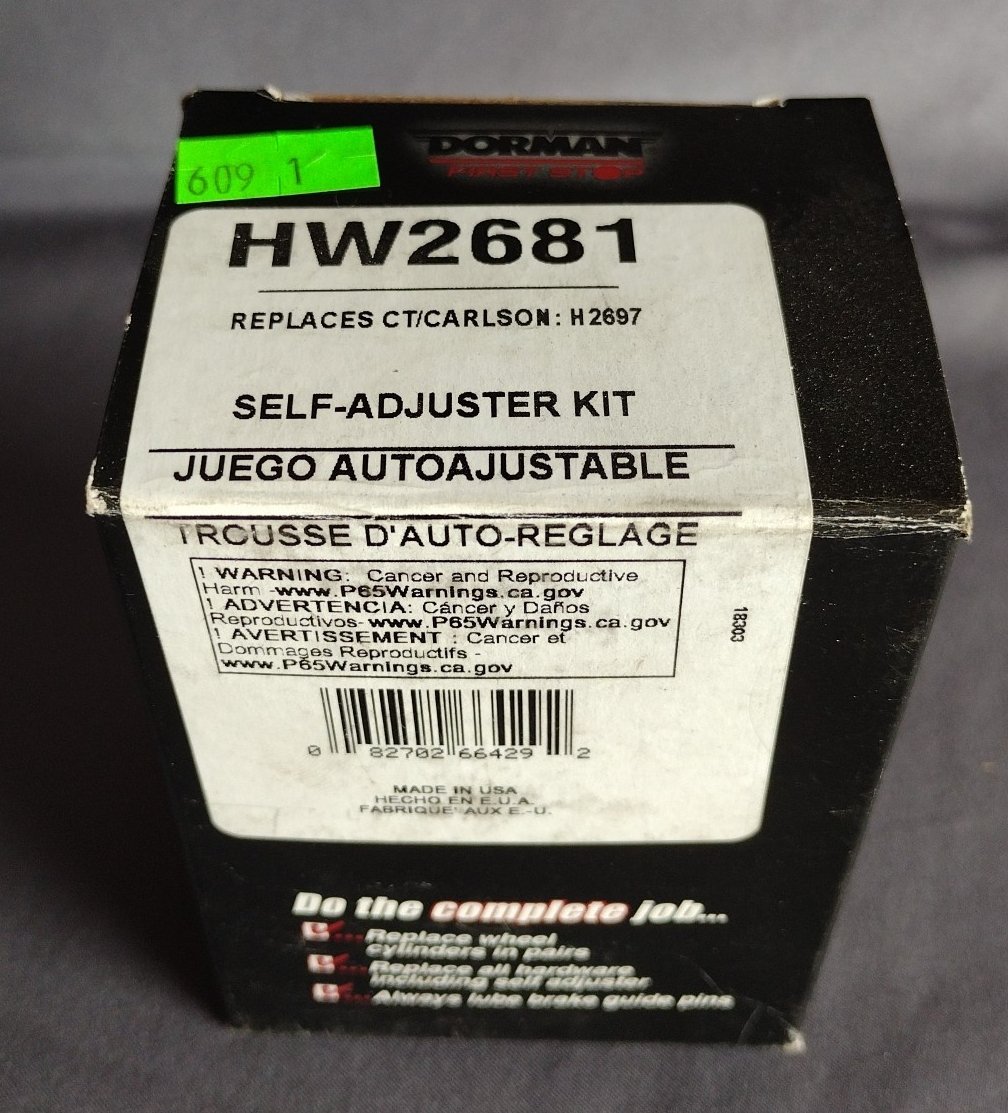 609 1
DORMAN
FIRST STOP
HW2681
REPLACES CT/CARLSON: H2697
SELF-ADJUSTER KIT
JUEGO AUTOAJUSTABLE
TROUSSE D'AUTO-REGLAGE
! WARNING: Cancer and Reproductive
Harm -www.P65Warnings.ca.gov
! ADVERTENCIA: Cáncer y Daños
Reproductivos- www.P65Warnings.ca.gov
! AVERTISSEMENT : Cancer et
Dommages Reproductifs -
www.P65Warnings.ca.gov
18303
0 82702 66429 2
MADE IN USA
HECHO EN E.U.A.
FABRIQUE' AUX E.-U.
Do the complete job...
...Replace wheel
cylinders in pairs
...Replace all hardware
including self adjuster
...Always lube brake guide pins